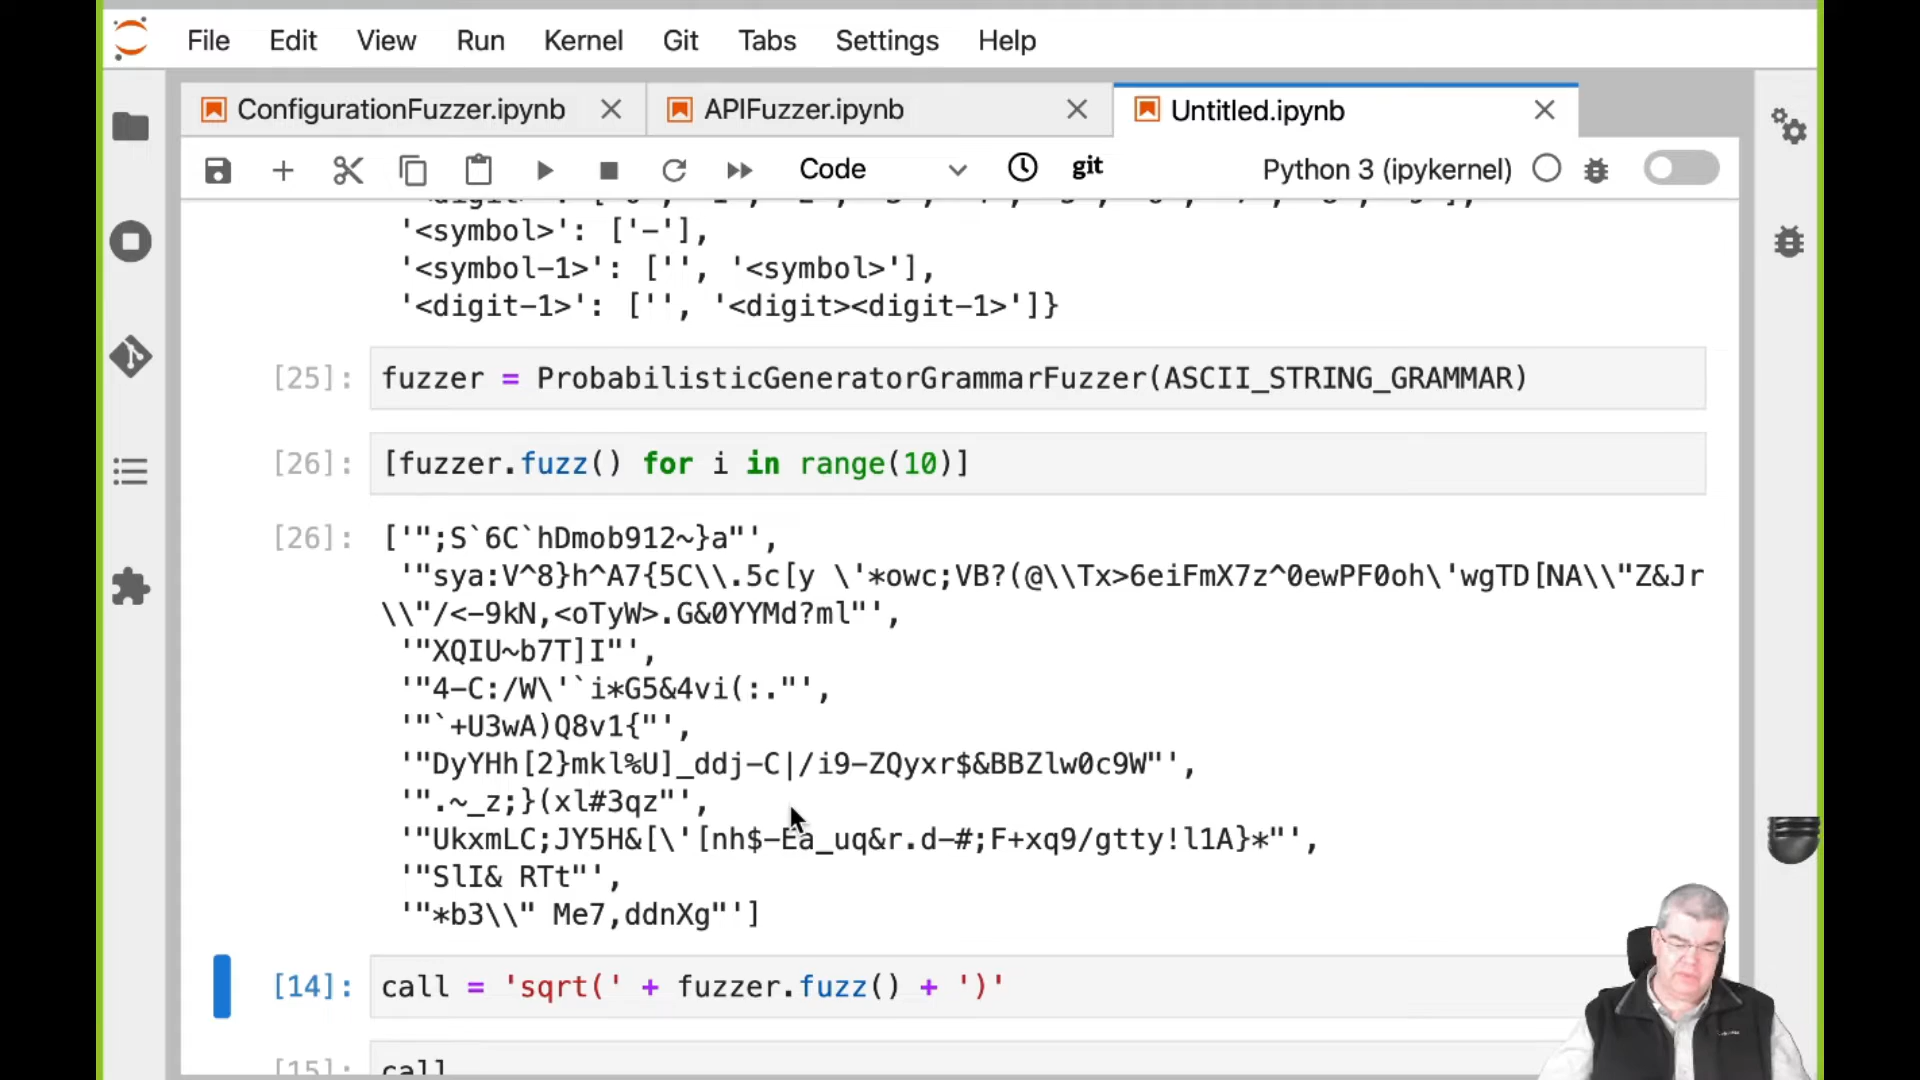 File Edit View Run Kernel Git Tabs Settings Help
ConfigurationFuzzer.ipynb APIFuzzer.ipynb Untitled.ipynb
Code git Python 3 (ipykernel)
'<symbol>': ['-'],
'<symbol-1>': ['', '<symbol>'],
'<digit-1>': ['', '<digit><digit-1>']}
[25]: fuzzer = ProbabilisticGeneratorGrammarFuzzer(ASCII_STRING_GRAMMAR)
[26]: [fuzzer.fuzz() for i in range(10)]
[26]: ['";S`6C`hDmob912~}a"',
'"sya:V^8}h^A7{5C\\.5c[y \'*owc;VB?(@\\Tx>6eiFmX7z^0ewPF0oh\'wgTD[NA\\"Z&Jr
\\"/<-9kN,<oTyW>.G&0YYMd?ml"',
'"XQIU~b7T]I"',
'"4-C:/W\'`i*G5&4vi(:."',
'"`+U3wA)Q8v1{"',
'"DyYHh[2}mkl%U]_ddj-C|/i9-ZQyxr$&BBZlw0c9W"',
'".~_z;}(xl#3qz"',
'"UkxmLC;JY5H&[\'[nh$-Ea_uq&r.d-#;F+xq9/gtty!l1A}*"',
'"SlI& RTt"',
'"*b3\\" Me7,ddnXg"']
[14]: call = 'sqrt(' + fuzzer.fuzz() + ')'
[15]: call